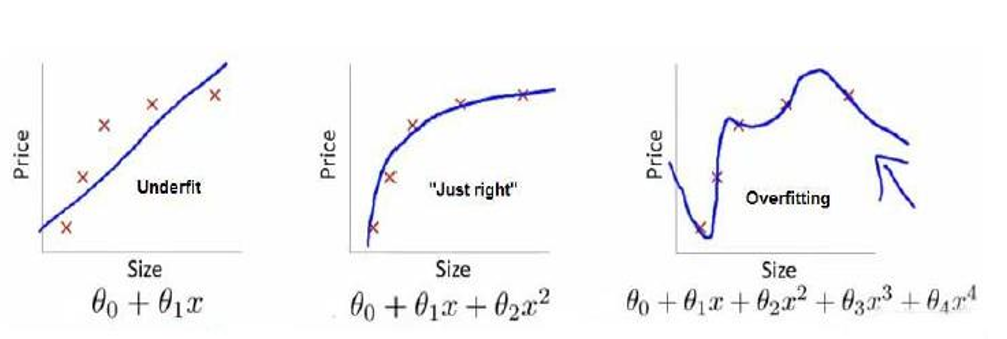 Price
Underfit
Size
θ₀ + θ₁x
Price
"Just right"
Size
θ₀ + θ₁x + θ₂x²
Price
Overfitting
Size
θ₀ + θ₁x + θ₂x² + θ₃x³ + θ₄x⁴